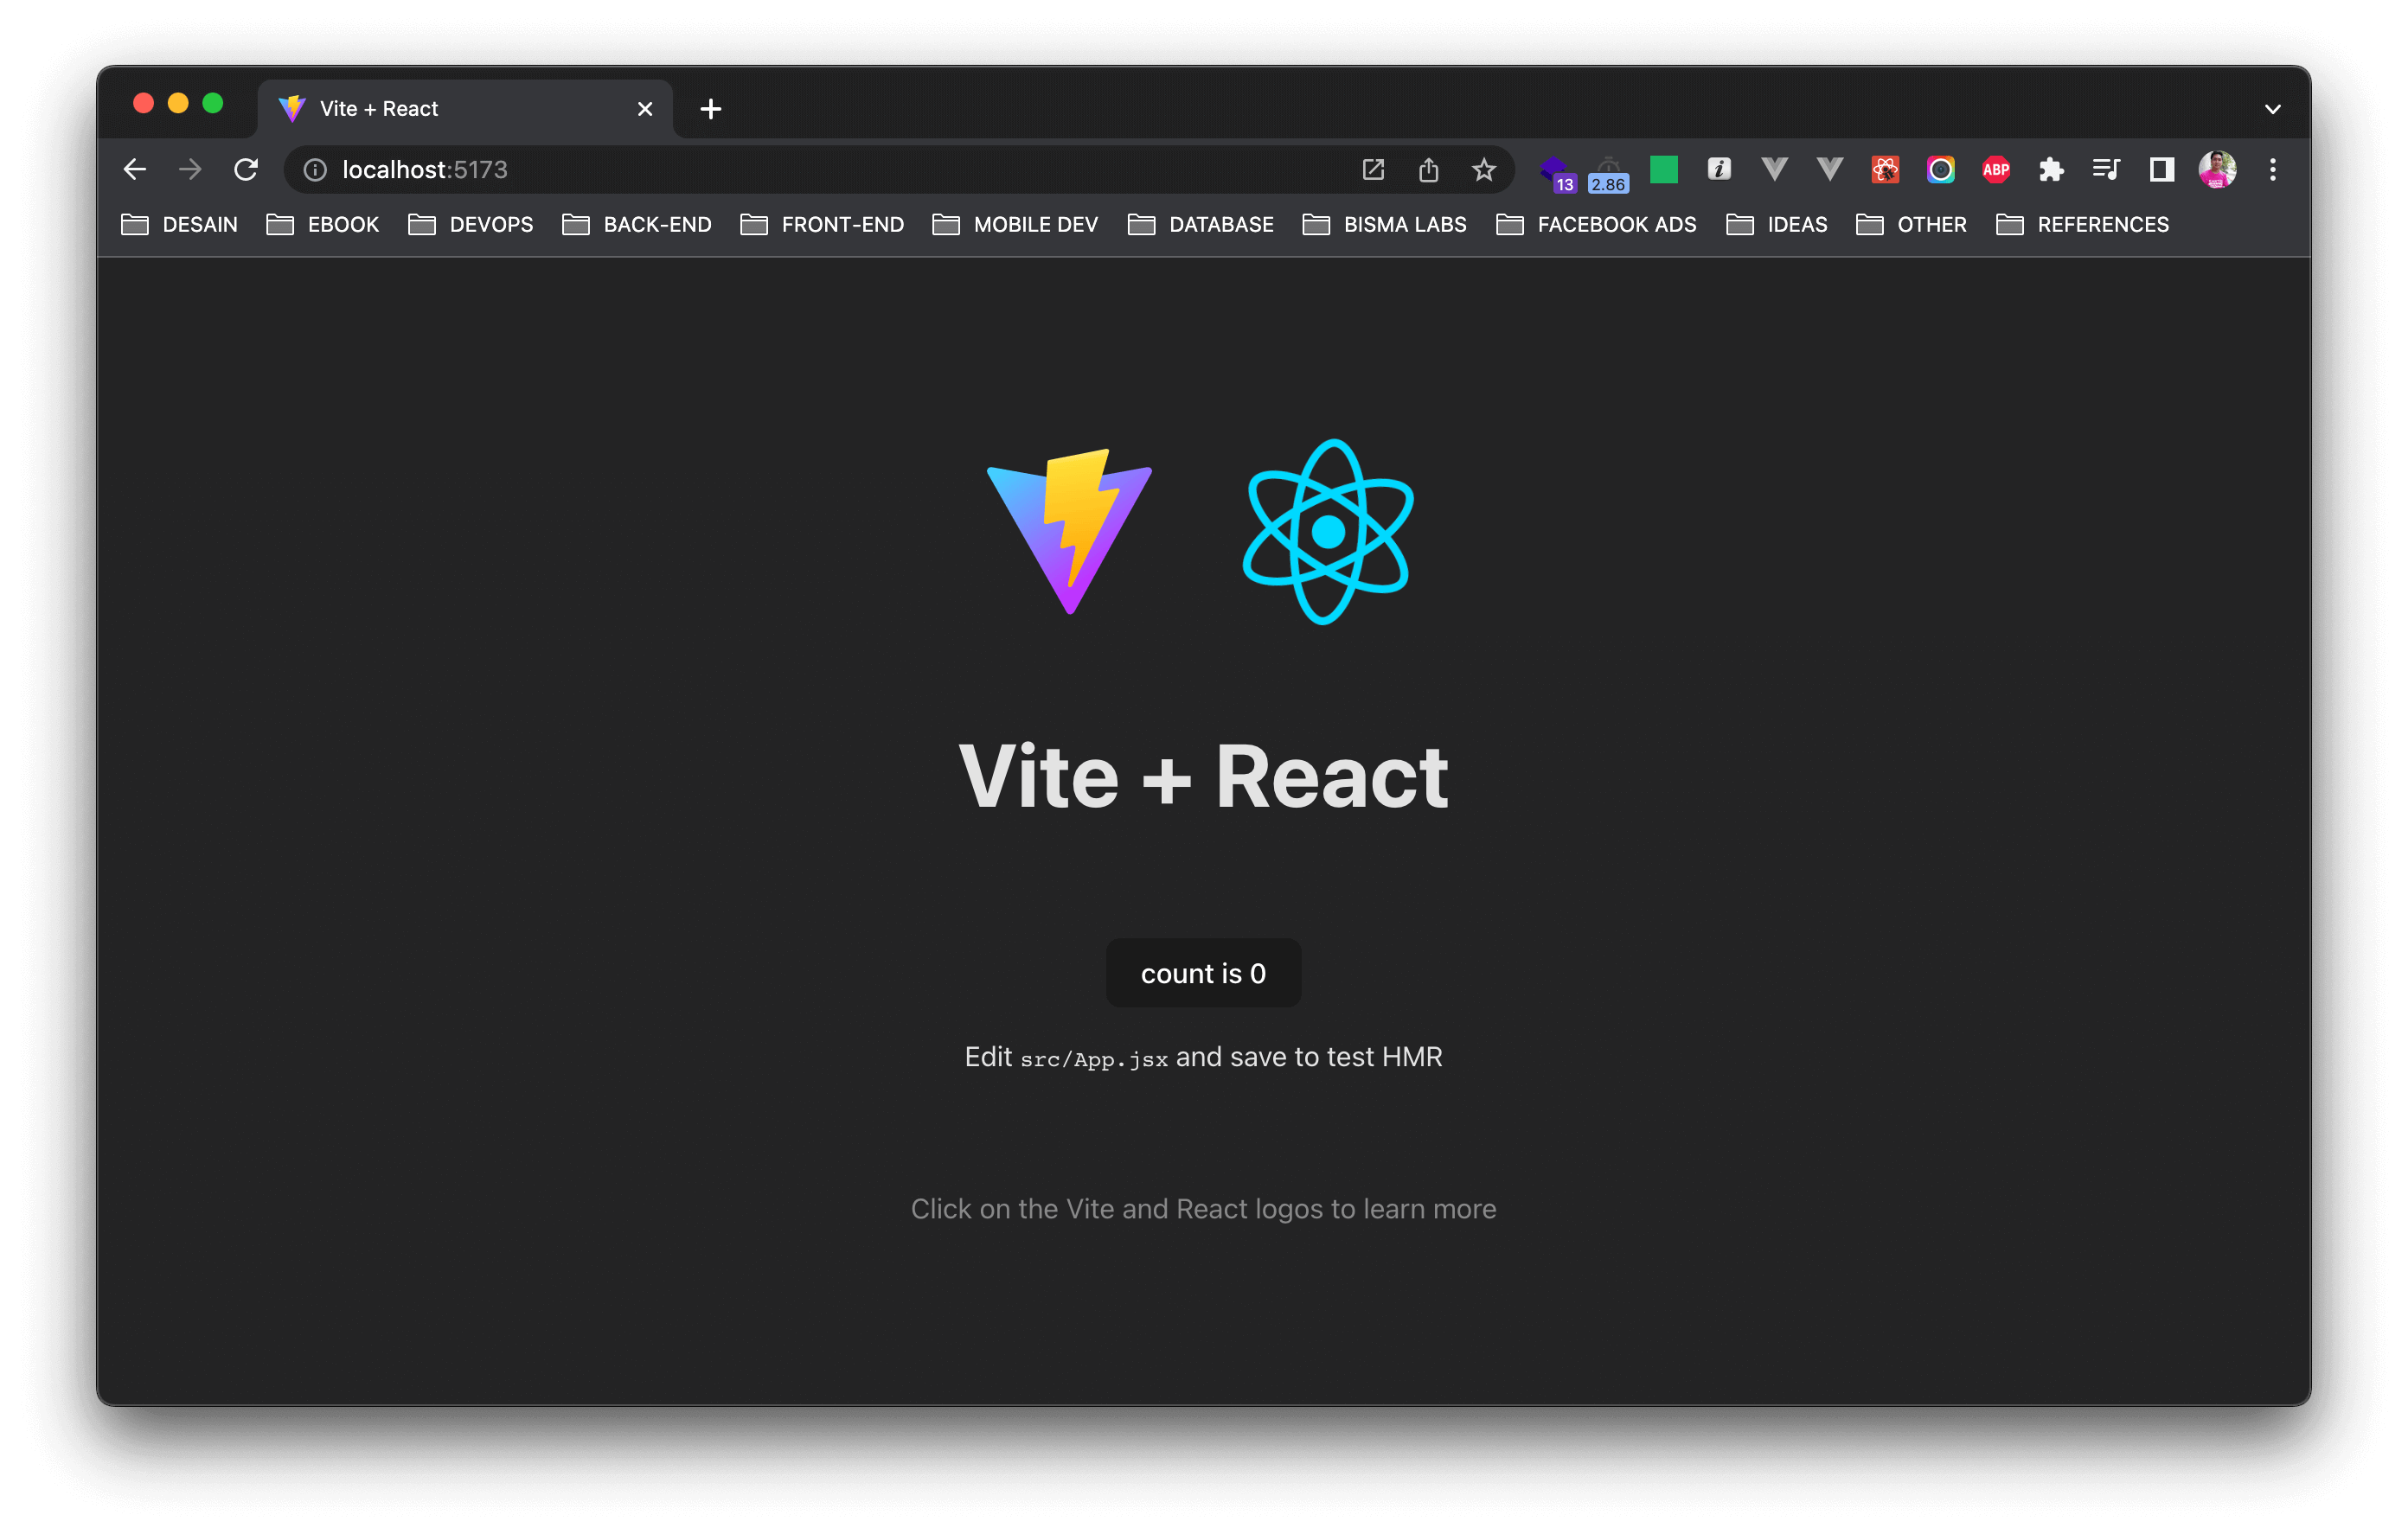 Vite + React
localhost:5173
13
2.86
i
ABP
DESAIN EBOOK DEVOPS BACK-END FRONT-END MOBILE DEV DATABASE BISMA LABS FACEBOOK ADS IDEAS OTHER REFERENCES
Vite + React
count is 0
Edit src/App.jsx and save to test HMR
Click on the Vite and React logos to learn more